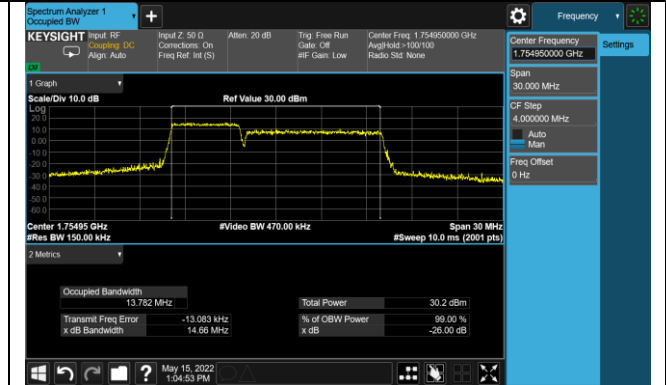 Spectrum Analyzer 1
Occupied BW
Frequency
KEYSIGHT
Input: RF
Coupling: DC
Align: Auto
Input Z: 50 Ω
Corrections: On
Freq Ref: Int (S)
Atten: 20 dB
Trig: Free Run
Gate: Off
#IF Gain: Low
Center Freq: 1.754950000 GHz
Avg|Hold:>100/100
Radio Std: None
Center Frequency
1.754950000 GHz
Settings
Span
30.000 MHz
CF Step
4.000000 MHz
Auto
Man
Freq Offset
0 Hz
1 Graph
Scale/Div 10.0 dB
Ref Value 30.00 dBm
Log
20.0
10.0
0.00
-10.0
-20.0
-30.0
-40.0
-50.0
-60.0
Center 1.75495 GHz
#Video BW 470.00 kHz
Span 30 MHz
#Res BW 150.00 kHz
#Sweep 10.0 ms (2001 pts)
2 Metrics
Occupied Bandwidth
13.782 MHz
Total Power
30.2 dBm
Transmit Freq Error
-13.083 kHz
% of OBW Power
99.00 %
x dB Bandwidth
14.66 MHz
x dB
-26.00 dB
?
May 15, 2022
1:04:53 PM